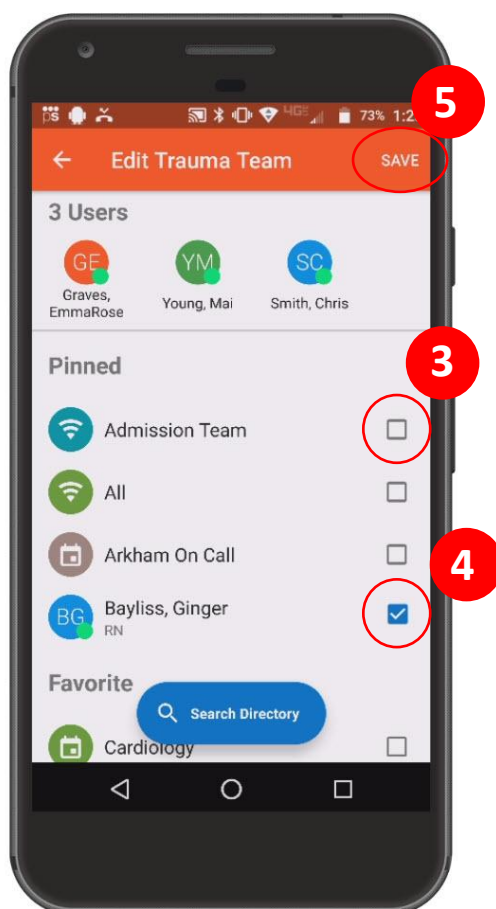 5
4G 73% 1:2
Edit Trauma Team SAVE
3 Users
GE YM SC
Graves, EmmaRose
Young, Mai
Smith, Chris
3
Pinned
Admission Team
All
4
Arkham On Call
BG Bayliss, Ginger
RN
Favorite
Search Directory
Cardiology